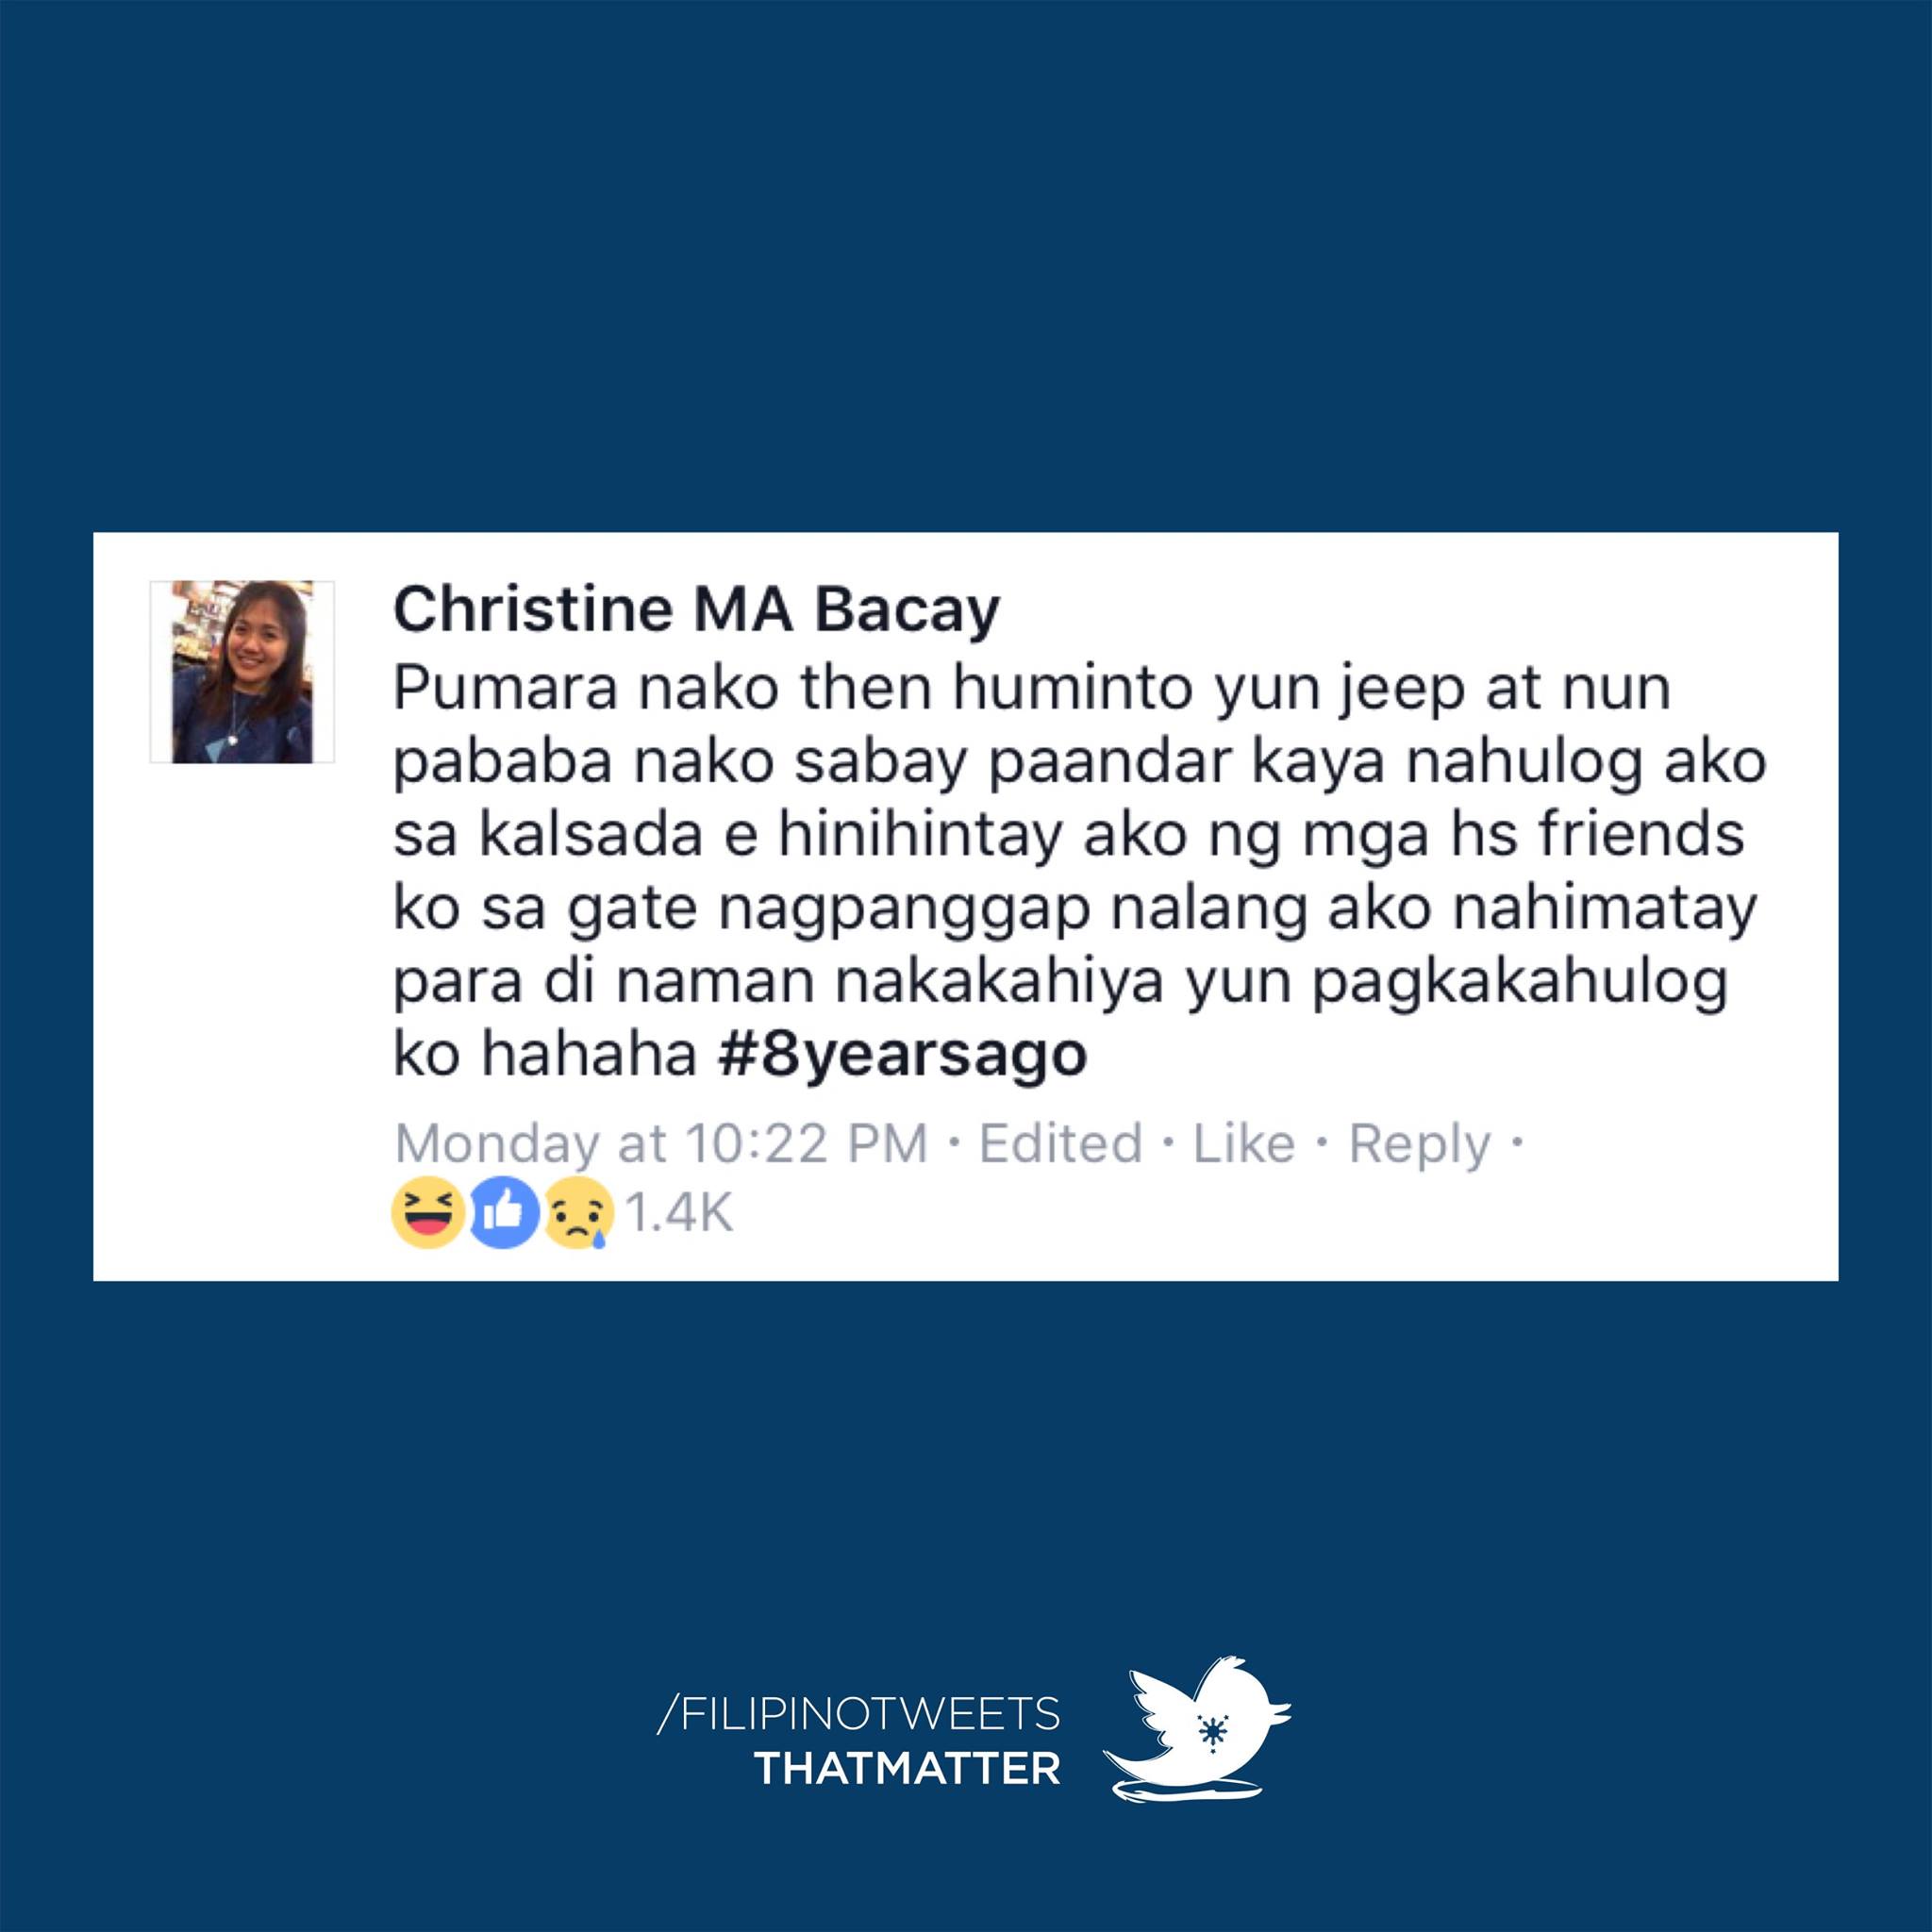 Christine MA Bacay
Pumara nako then huminto yun jeep at nun
pababa nako sabay paandar kaya nahulog ako
sa kalsada e hinihintay ako ng mga hs friends
ko sa gate nagpanggap nalang ako nahimatay
para di naman nakakahiya yun pagkakahulog
ko hahaha #8yearsago
Monday at 10:22 PM · Edited · Like · Reply ·
1.4K
/FILIPINOTWEETS
THATMATTER